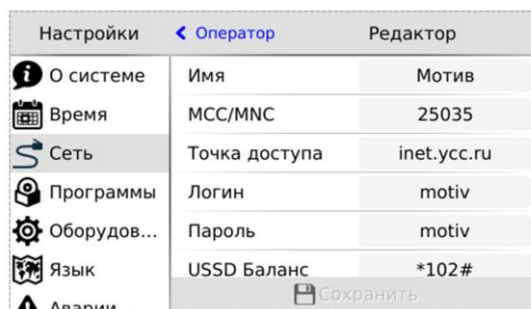 Настройки
Оператор
Редактор
О системе
Время
Сеть
Программы
Оборудов...
Язык
Аварии
Имя Мотив
MCC/MNC 25035
Точка доступа inet.ycc.ru
Логин motiv
Пароль motiv
USSD Баланс *102#
Сохранить